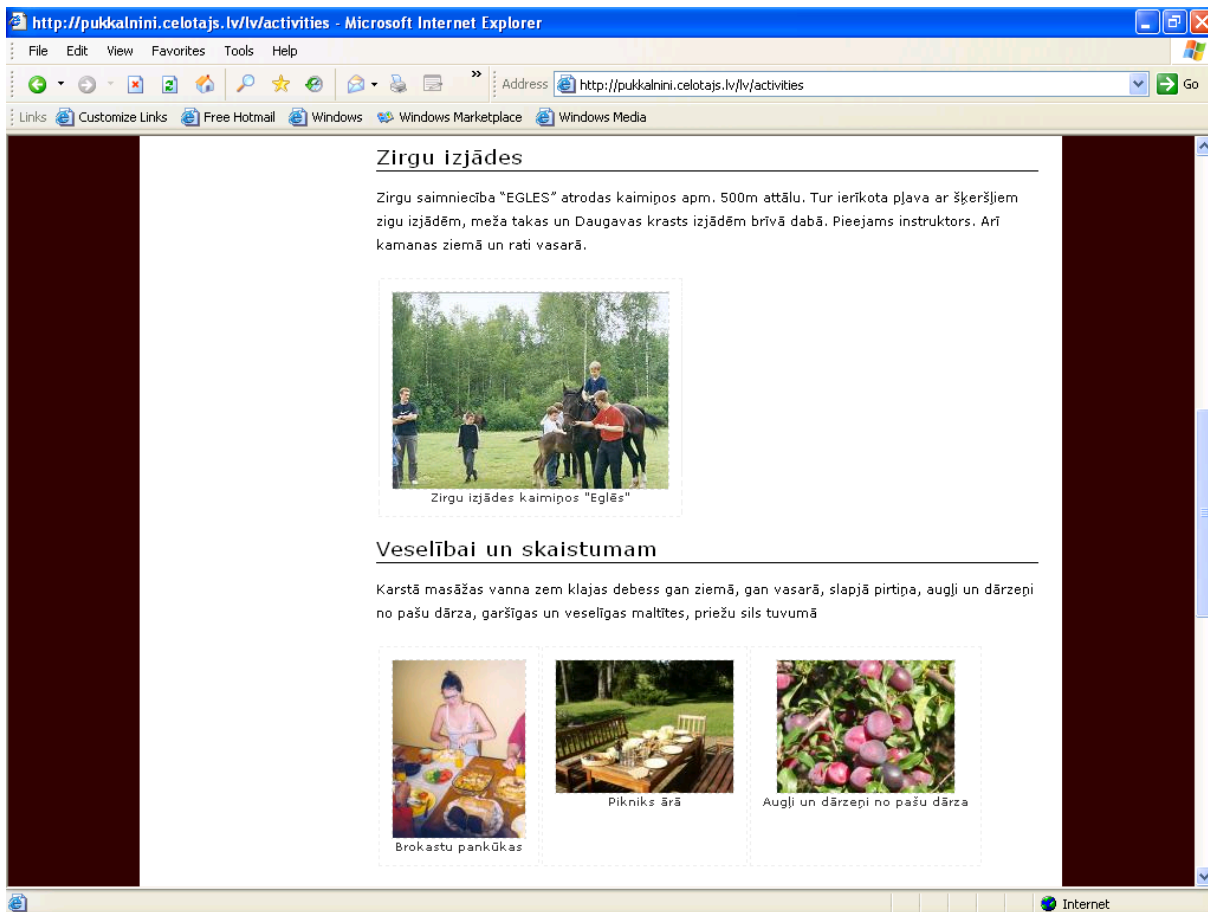 http://pukkalnini.celotajs.lv/lv/activities - Microsoft Internet Explorer
File Edit View Favorites Tools Help
» Address http://pukkalnini.celotajs.lv/lv/activities Go
Links Customize Links Free Hotmail Windows Windows Marketplace Windows Media
Zirgu izjādes
Zirgu saimniecība “EGLES” atrodas kaimiņos apm. 500m attālu. Tur ierīkota pļava ar šķeršļiem
zigu izjādēm, meža takas un Daugavas krasts izjādēm brīvā dabā. Pieejams instruktors. Arī
kamanas ziemā un rati vasarā.
Zirgu izjādes kaimiņos "Eglēs"
Veselībai un skaistumam
Karstā masāžas vanna zem klajas debess gan ziemā, gan vasarā, slapjā pirtiņa, augļi un dārzeņi
no pašu dārza, garšīgas un veselīgas maltītes, priežu sils tuvumā
Brokastu pankūkas
Pikniks ārā
Augļi un dārzeņi no pašu dārza
Internet